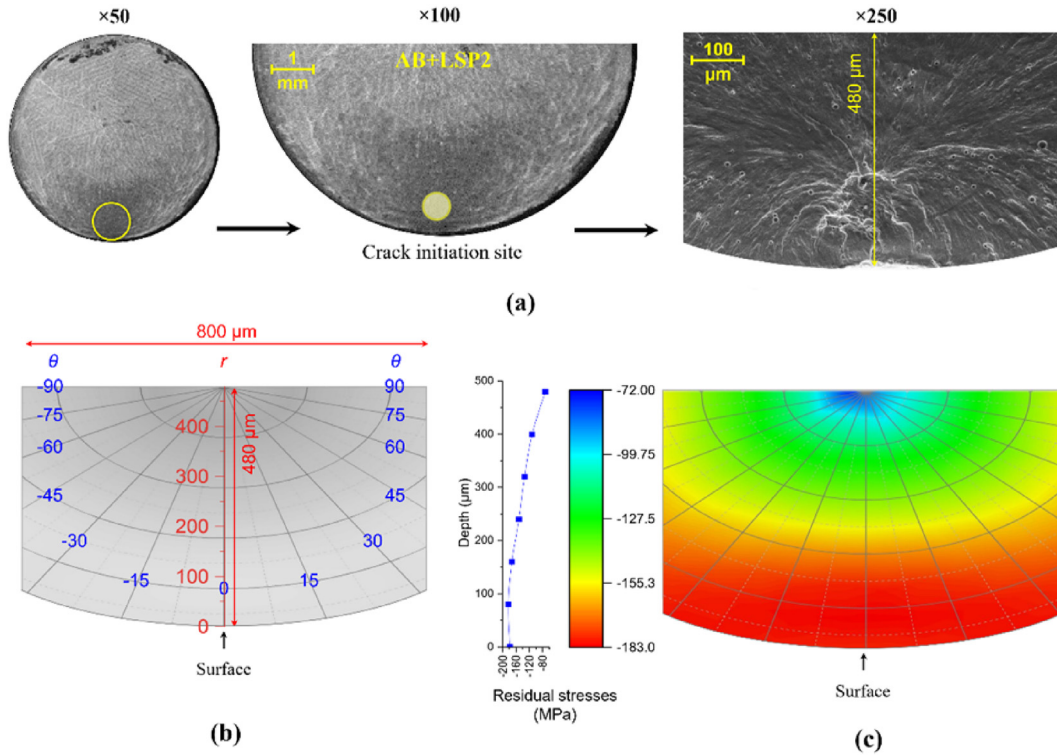 ×50
×100
×250
1
mm
AB+LSP2
100
µm
480 µm
Crack initiation site
(a)
800 µm
θ
r
θ
-90
90
-75
75
-60
60
-45
45
-30
30
-15
15
0
400
300
200
100
0
480 µm
Surface
(b)
500
400
300
200
100
0
Depth (µm)
-200
-160
-120
-80
Residual stresses
(MPa)
-72.00
-99.75
-127.5
-155.3
-183.0
Surface
(c)